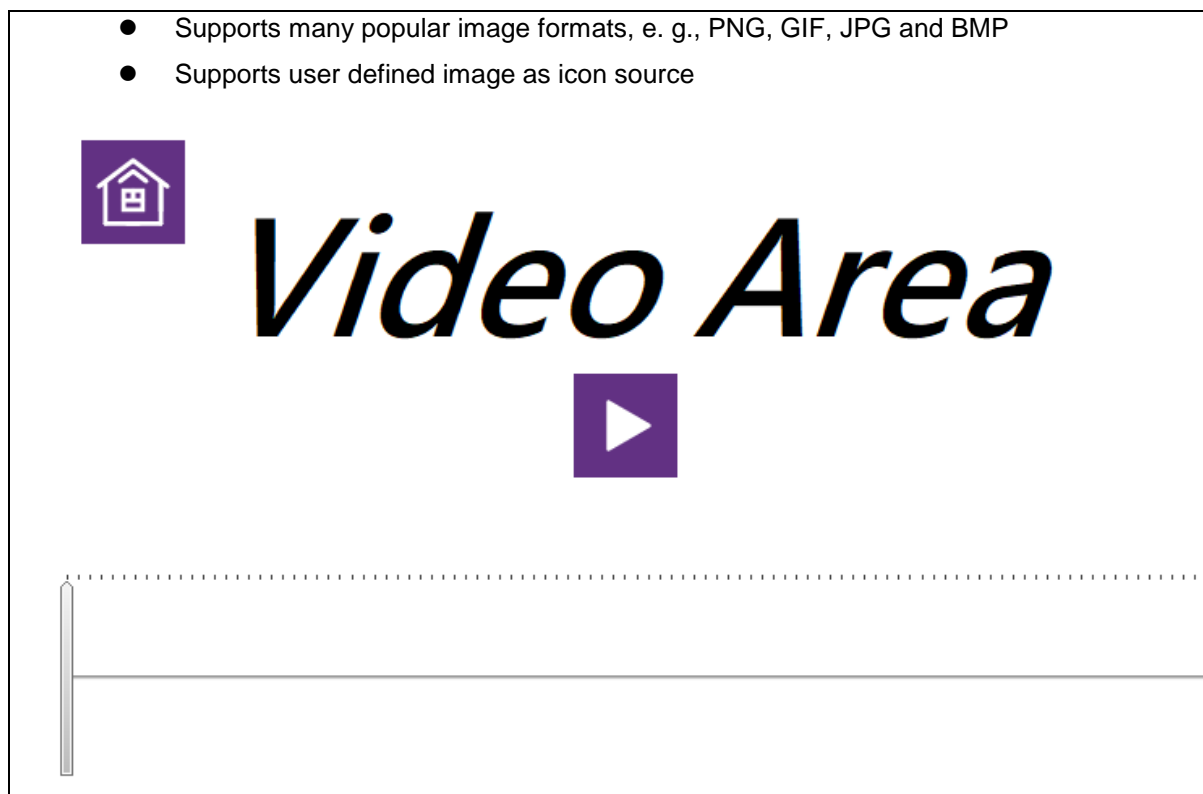 ● Supports many popular image formats, e. g., PNG, GIF, JPG and BMP
● Supports user defined image as icon source
Video Area